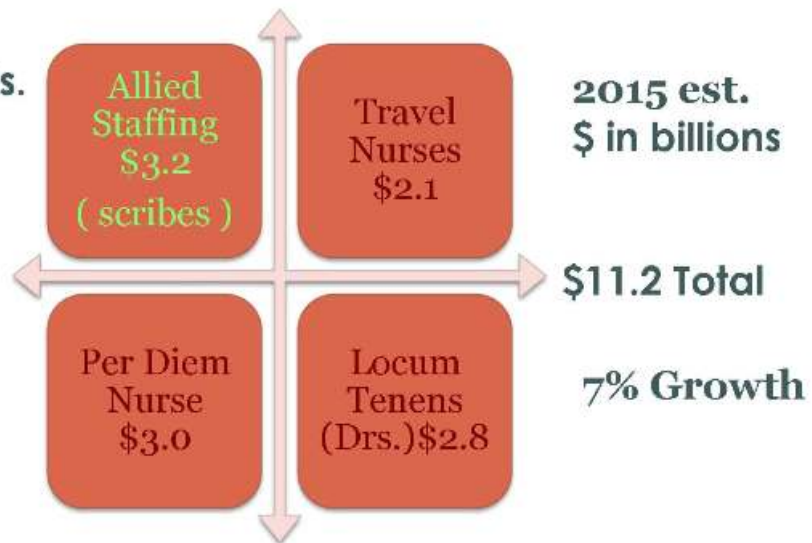 s.
Allied
Staffing
$3.2
( scribes )
Travel
Nurses
$2.1
2015 est.
$ in billions
$11.2 Total
Per Diem
Nurse
$3.0
Locum
Tenens
(Drs.)$2.8
7% Growth